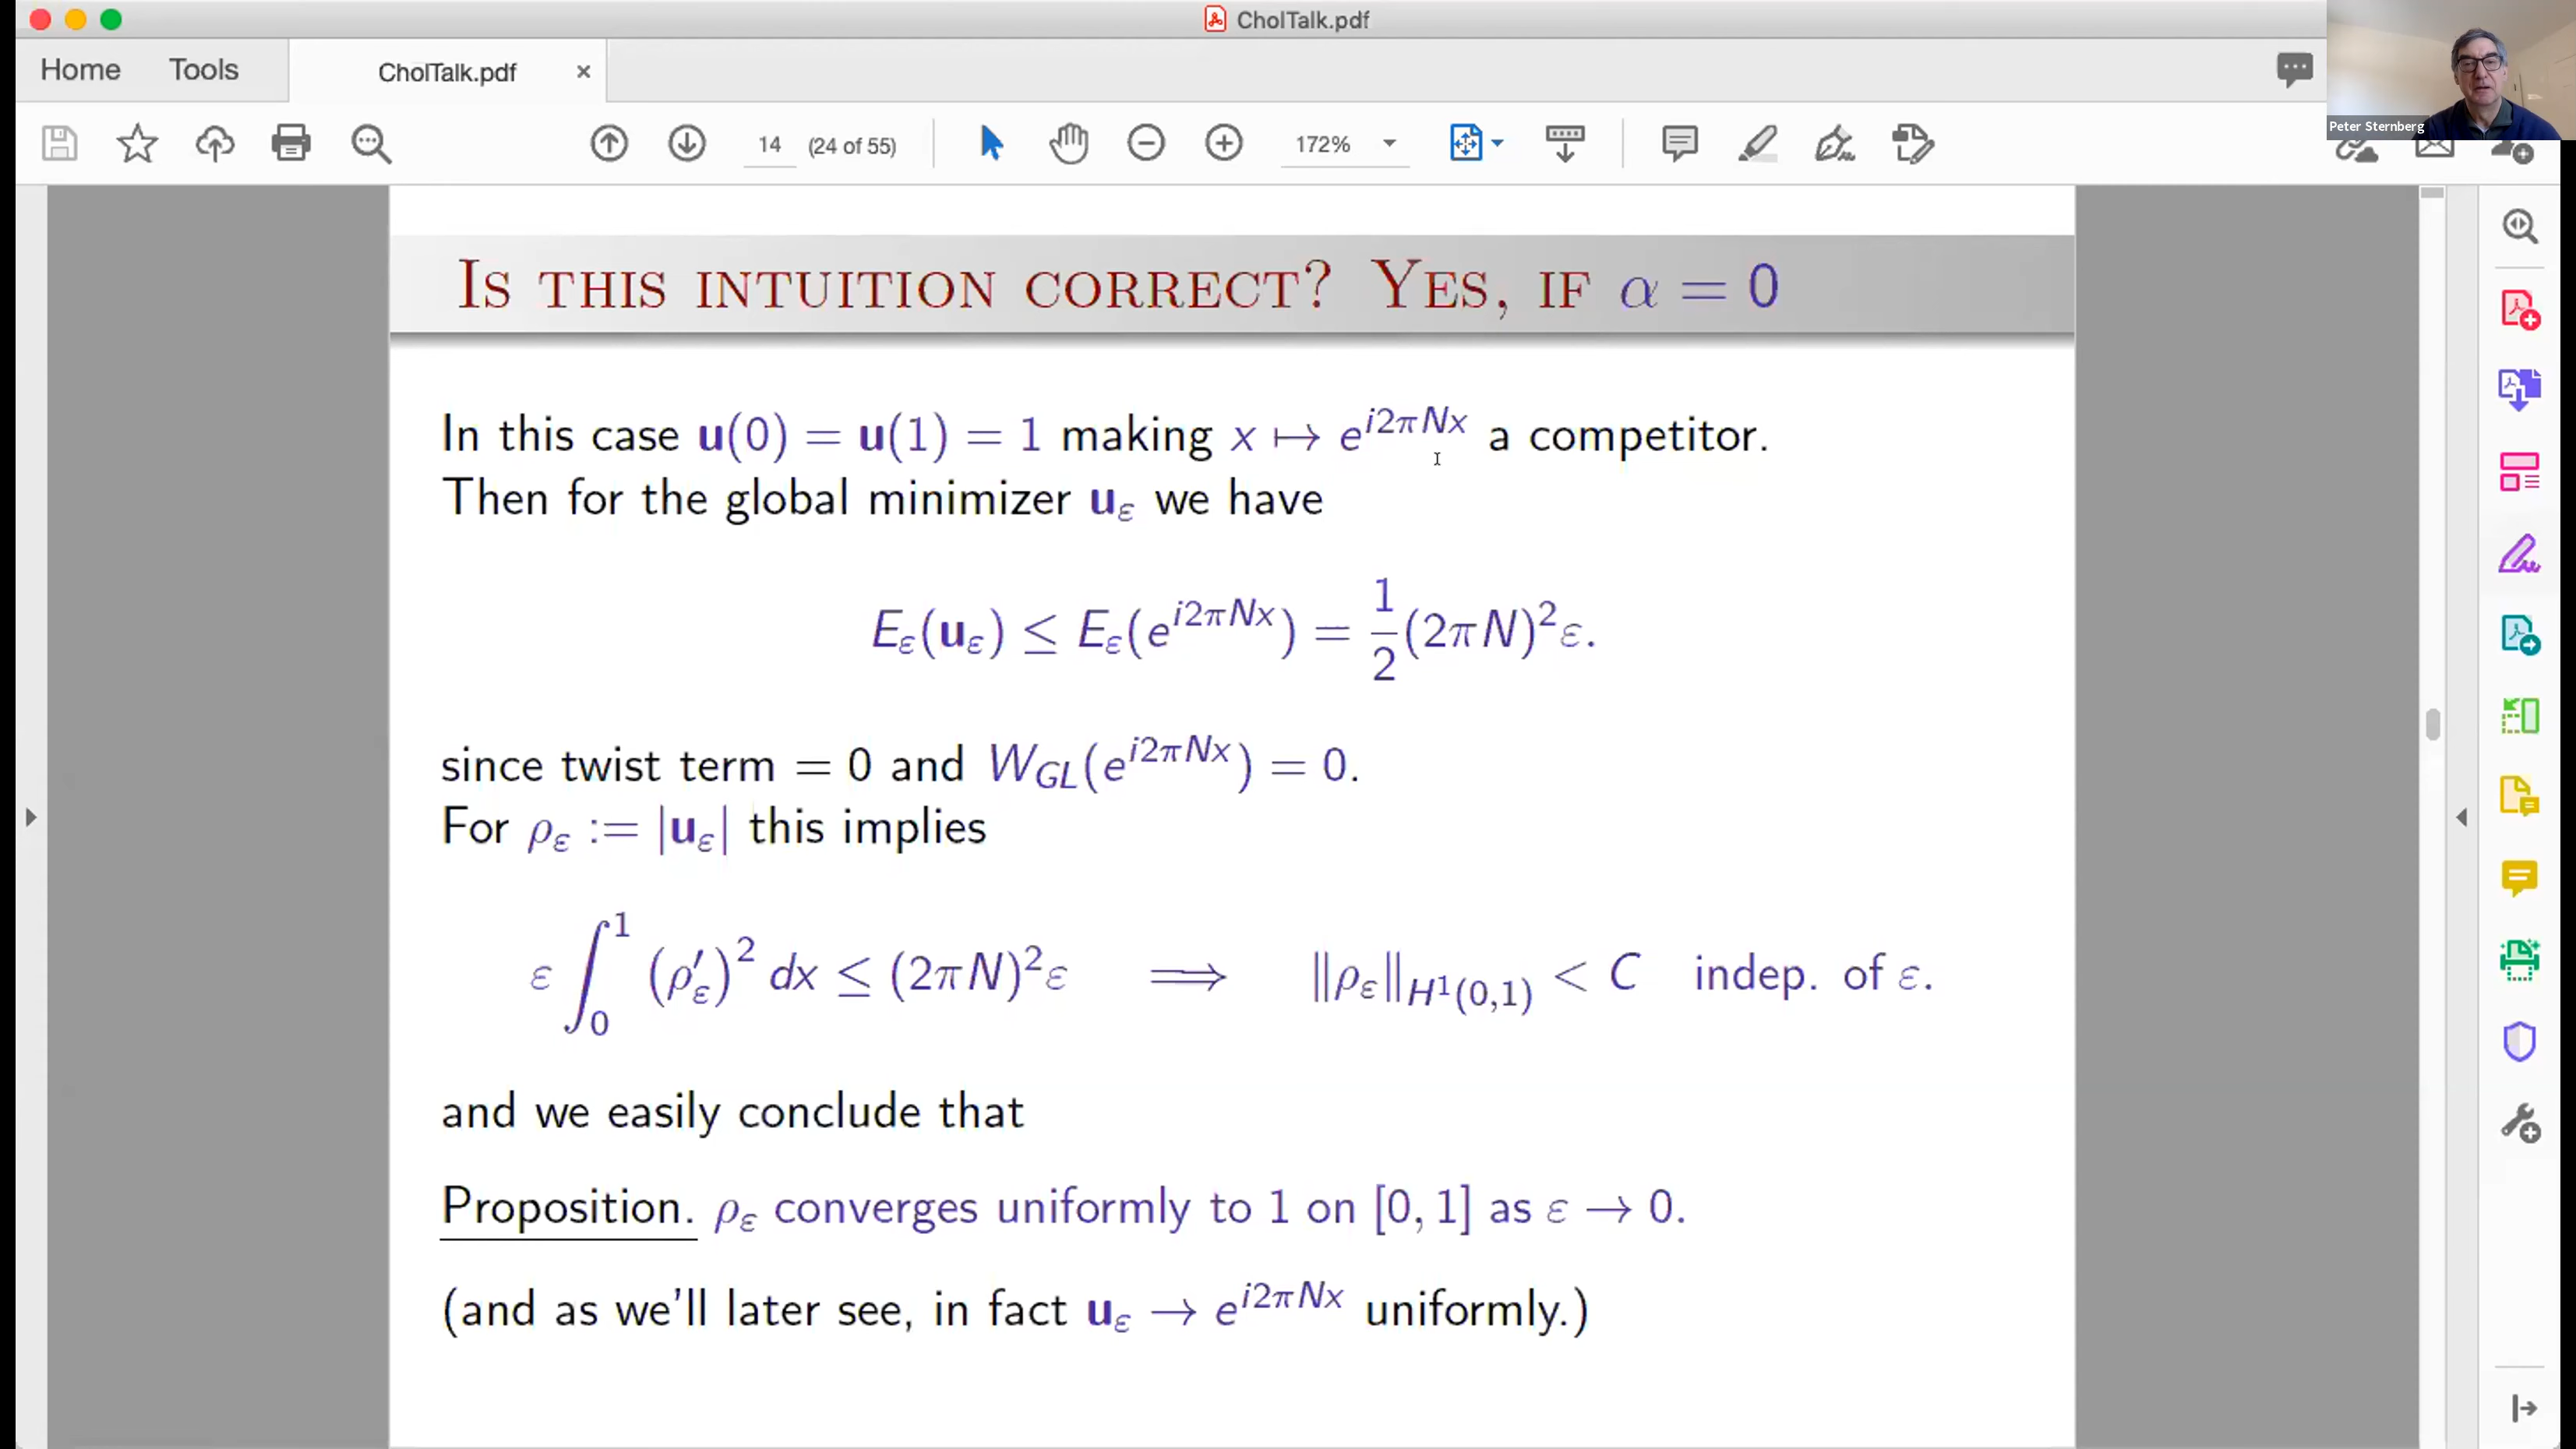 CholTalk.pdf
Home Tools CholTalk.pdf ×
14 (24 of 55) 172%
Peter Sternberg
Is this intuition correct? Yes, if α = 0
In this case u(0) = u(1) = 1 making x ↦ e^{i2πNx} a competitor.
Then for the global minimizer u_ε we have
E_ε(u_ε) ≤ E_ε(e^{i2πNx}) = 1/2 (2πN)^2 ε.
since twist term = 0 and W_{GL}(e^{i2πNx}) = 0.
For ρ_ε := |u_ε| this implies
ε ∫_0^1 (ρ′_ε)^2 dx ≤ (2πN)^2 ε ⟹ ‖ρ_ε‖_{H^1(0,1)} < C indep. of ε.
and we easily conclude that
Proposition. ρ_ε converges uniformly to 1 on [0, 1] as ε → 0.
(and as we'll later see, in fact u_ε → e^{i2πNx} uniformly.)